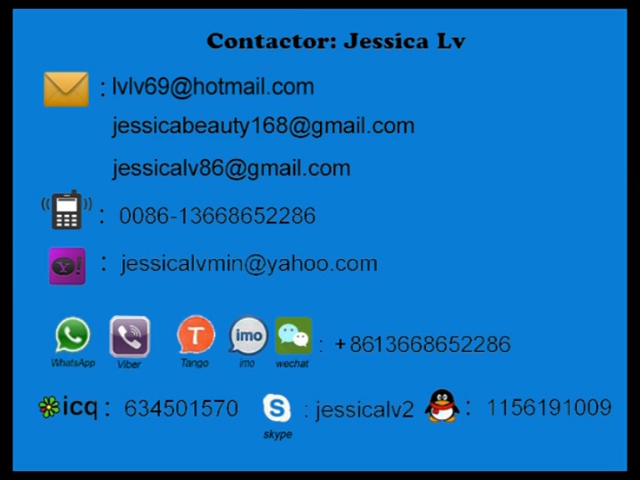 Contactor: Jessica Lv
: lvlv69@hotmail.com
jessicabeauty168@gmail.com
jessicalv86@gmail.com
: 0086-13668652286
Y! : jessicalvmin@yahoo.com
T imo : +8613668652286
WhatsApp Viber Tango imo wechat
icq : 634501570 S : jessicalv2 : 1156191009
skype